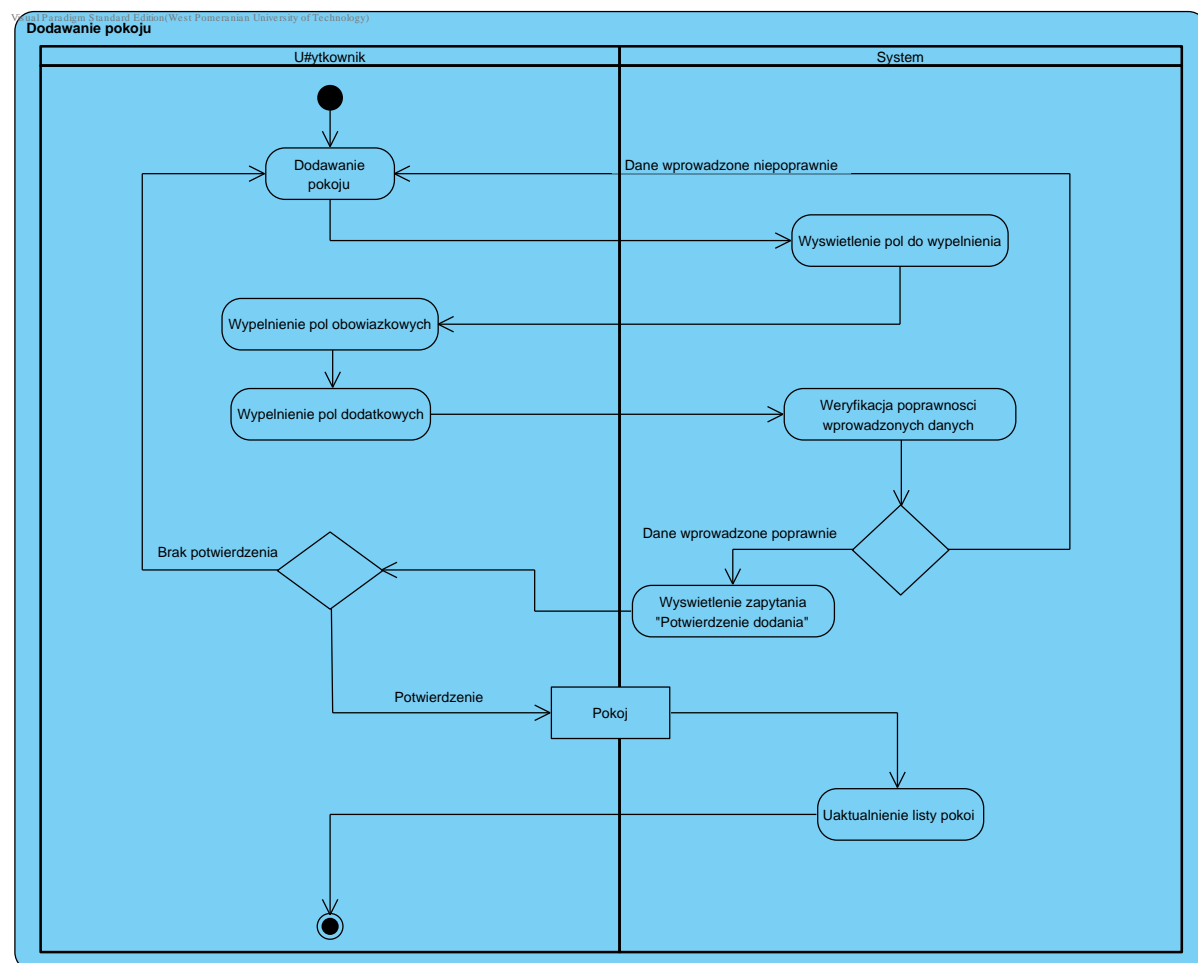 Visual Paradigm Standard Edition(West Pomeranian University of Technology)
Dodawanie pokoju
U#ytkownik
System
Dodawanie
pokoju
Dane wprowadzone niepoprawnie
Wyswietlenie pol do wypelnienia
Wypelnienie pol obowiazkowych
Wypelnienie pol dodatkowych
Weryfikacja poprawnosci
wprowadzonych danych
Brak potwierdzenia
Dane wprowadzone poprawnie
Wyswietlenie zapytania
"Potwierdzenie dodania"
Potwierdzenie
Pokoj
Uaktualnienie listy pokoi